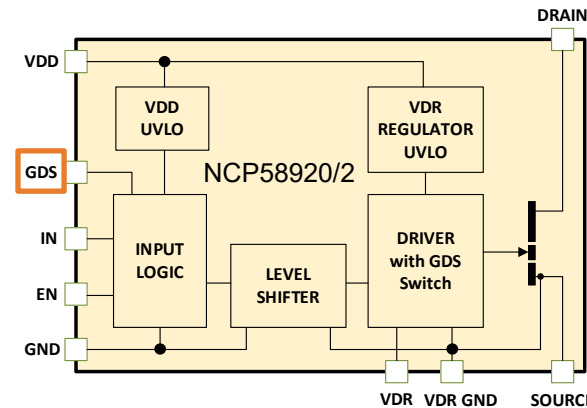 DRAIN
VDD
VDD
UVLO
VDR
REGULATOR
UVLO
NCP58920/2
GDS
IN
EN
GND
INPUT
LOGIC
LEVEL
SHIFTER
DRIVER
with GDS
Switch
VDR
VDR GND
SOURC